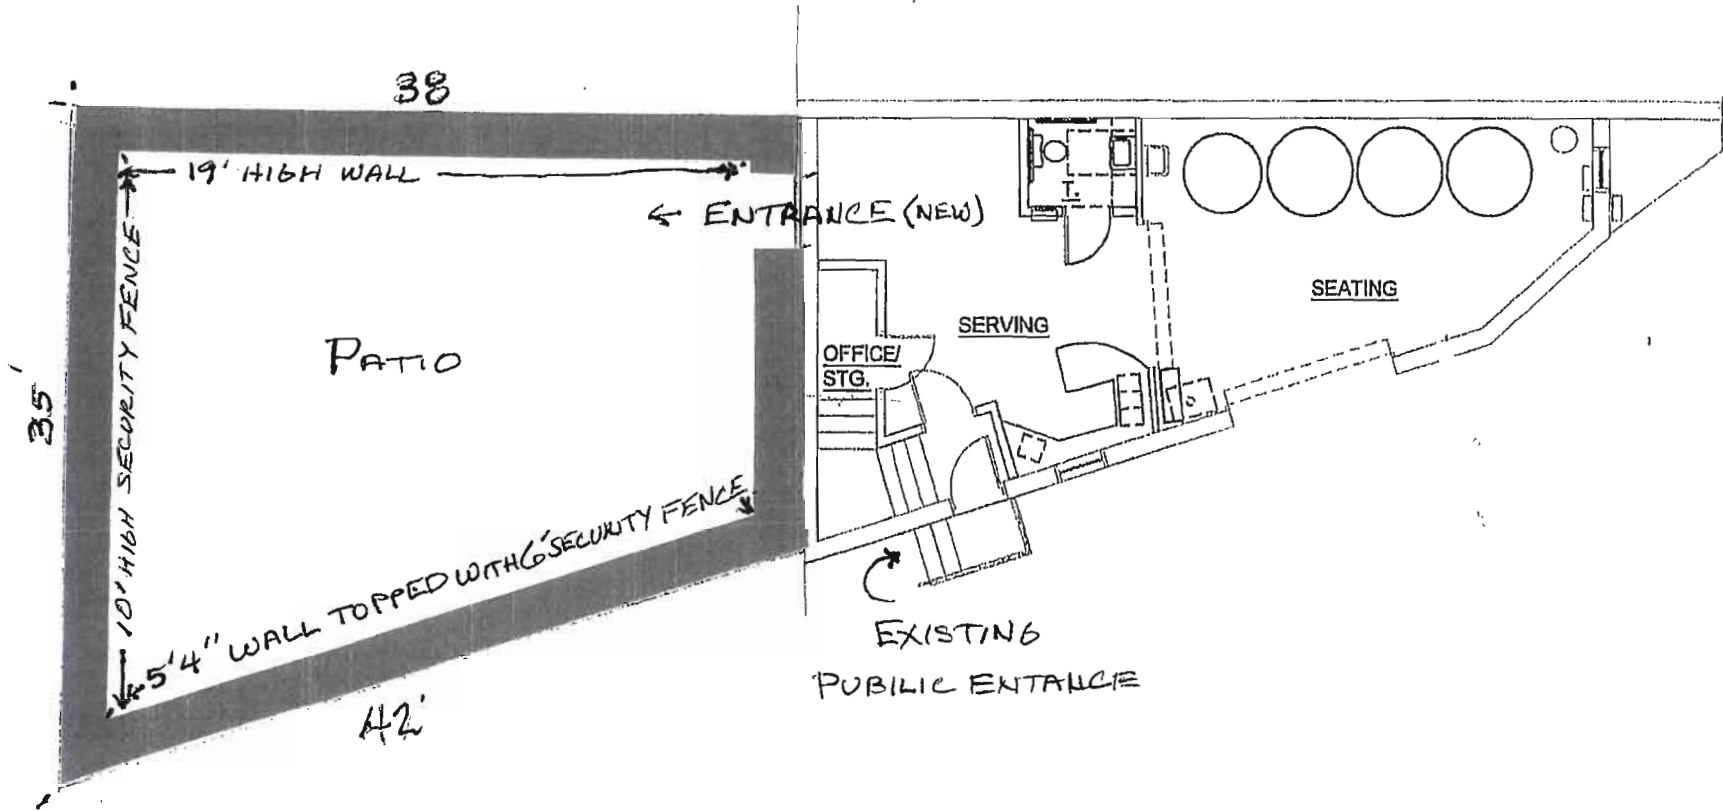 38
19' HIGH WALL
← ENTRANCE (NEW)
T.
10' HIGH SECURITY FENCE
35'
PATIO
5'4" WALL TOPPED WITH 6' SECURITY FENCE
42'
OFFICE/
STG.
SERVING
SEATING
EXISTING
PUBILIC ENTANCE